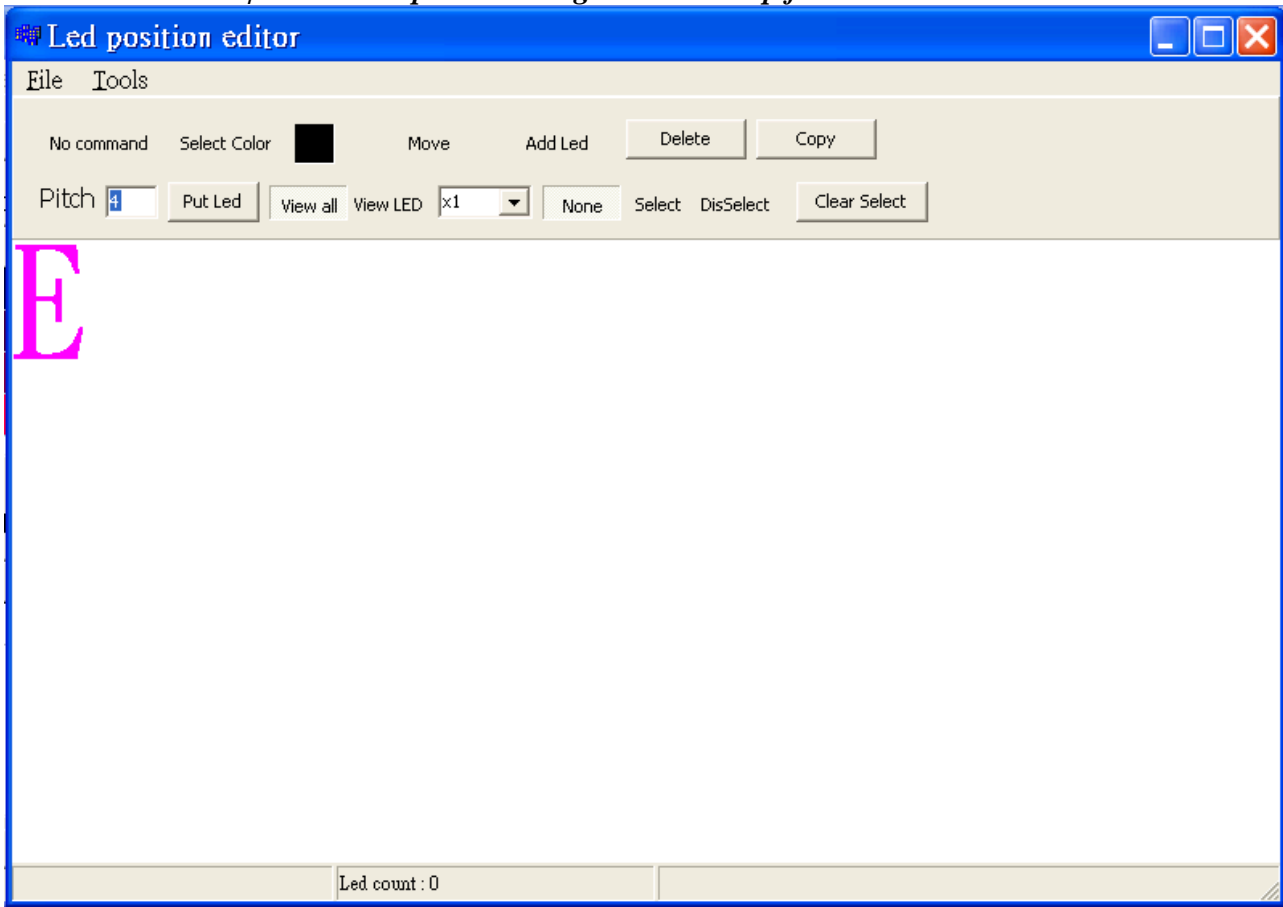 Led position editor
File Tools
No command Select Color Move Add Led Delete Copy
Pitch 4 Put Led View all View LED x1 None Select DisSelect Clear Select
E
Led count : 0